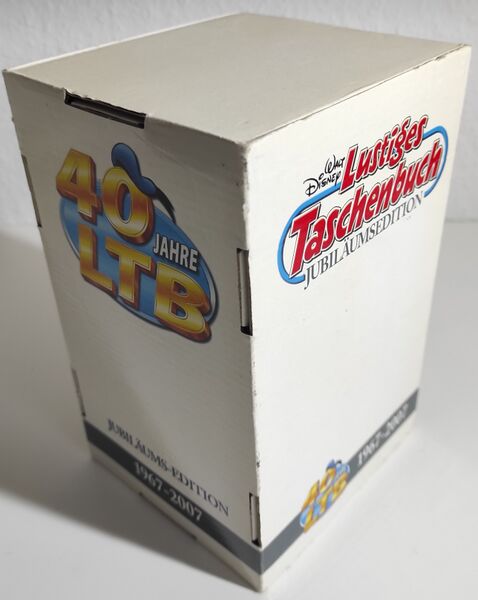 40
JAHRE
LTB
JUBILÄUMS-EDITION
1967-2007
WALT
DISNEY
Lustiges
Taschenbuch
JUBILÄUMSEDITION
40
LTB
1967-2007